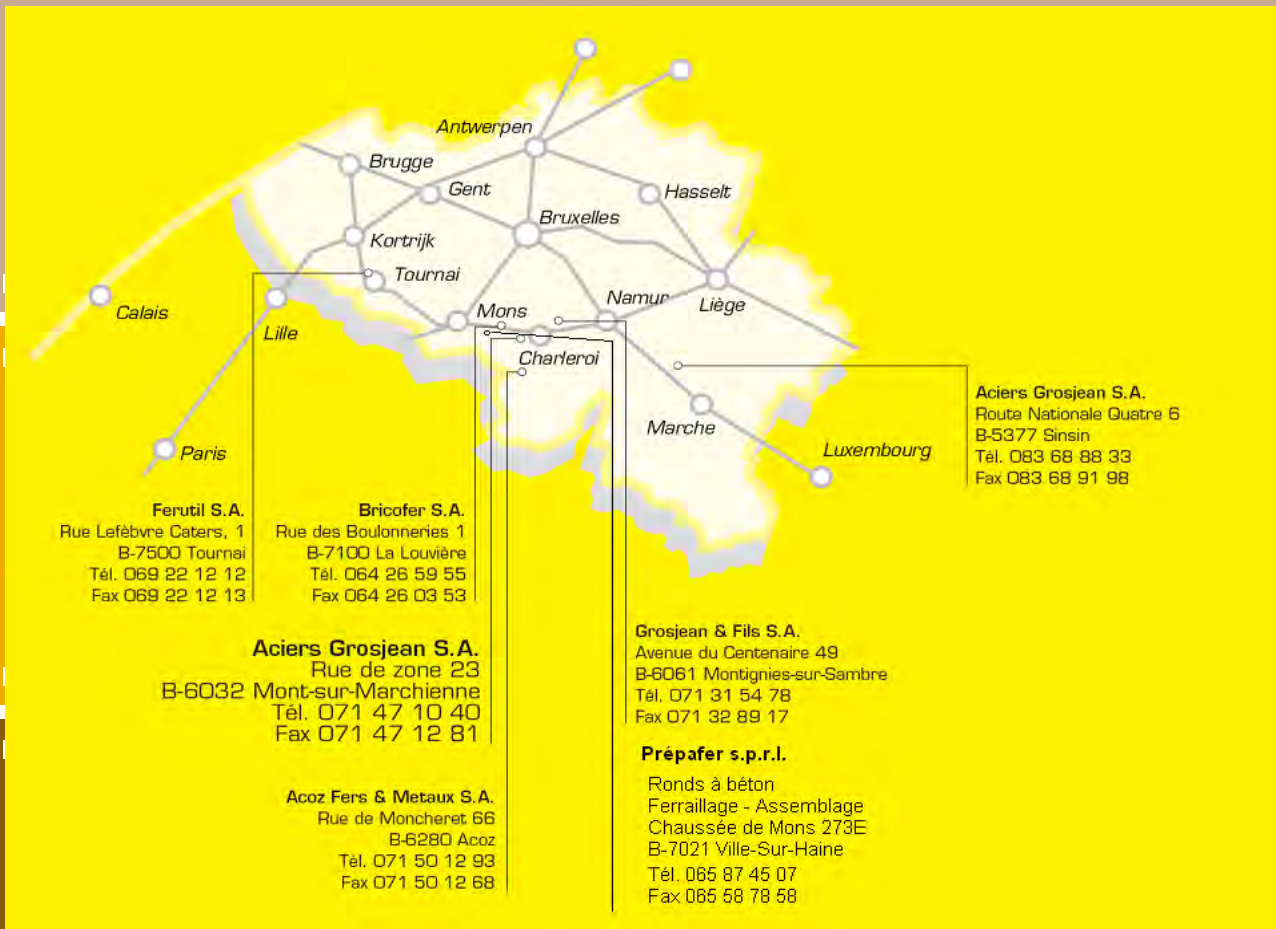 Antwerpen
Brugge
Gent
Hasselt
Bruxelles
Kortrijk
Tournai
Calais
Lille
Mons
Namur
Liège
Charleroi
Marche
Paris
Luxembourg
Aciers Grosjean S.A.
Route Nationale Quatre 6
B-5377 Sinsin
Tél. 083 68 88 33
Fax 083 68 91 98
Ferutil S.A.
Rue Lefèbvre Caters, 1
B-7500 Tournai
Tél. 069 22 12 12
Fax 069 22 12 13
Bricofer S.A.
Rue des Boulonneries 1
B-7100 La Louvière
Tél. 064 26 59 55
Fax 064 26 03 53
Aciers Grosjean S.A.
Rue de zone 23
B-6032 Mont-sur-Marchienne
Tél. 071 47 10 40
Fax 071 47 12 81
Grosjean & Fils S.A.
Avenue du Centenaire 49
B-6061 Montignies-sur-Sambre
Tél. 071 31 54 78
Fax 071 32 89 17
Acoz Fers & Metaux S.A.
Rue de Moncheret 66
B-6280 Acoz
Tél. 071 50 12 93
Fax 071 50 12 68
Prépafer s.p.r.l.
Ronds à béton
Ferraillage - Assemblage
Chaussée de Mons 273E
B-7021 Ville-Sur-Haine
Tél. 065 87 45 07
Fax 065 58 78 58